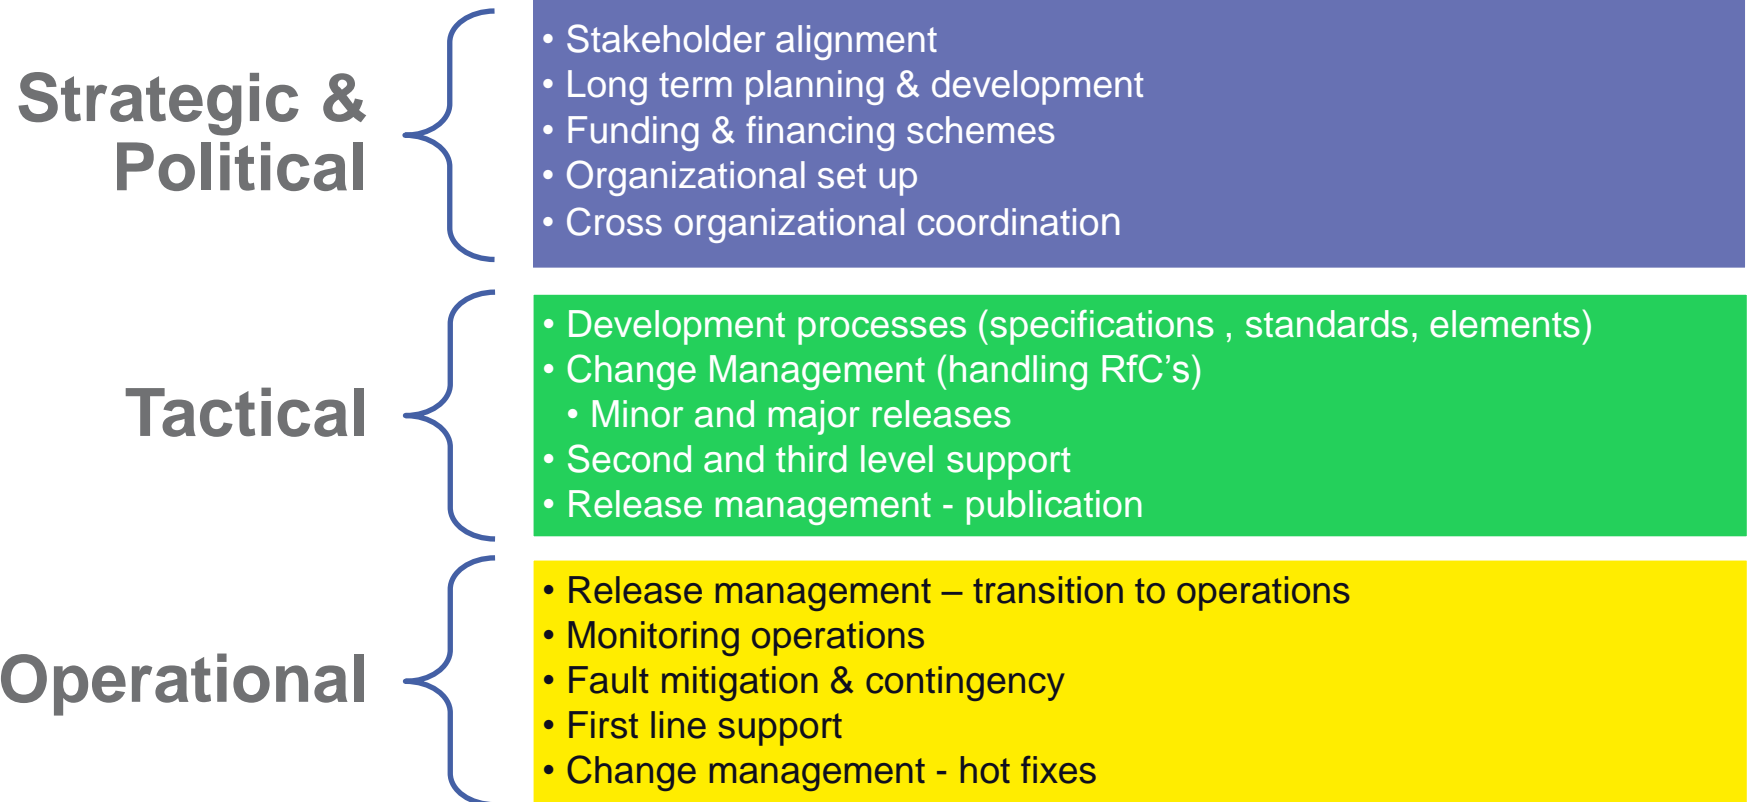 Strategic &
Political
• Stakeholder alignment
• Long term planning & development
• Funding & financing schemes
• Organizational set up
• Cross organizational coordination
Tactical
• Development processes (specifications , standards, elements)
• Change Management (handling RfC’s)
• Minor and major releases
• Second and third level support
• Release management - publication
Operational
• Release management – transition to operations
• Monitoring operations
• Fault mitigation & contingency
• First line support
• Change management - hot fixes